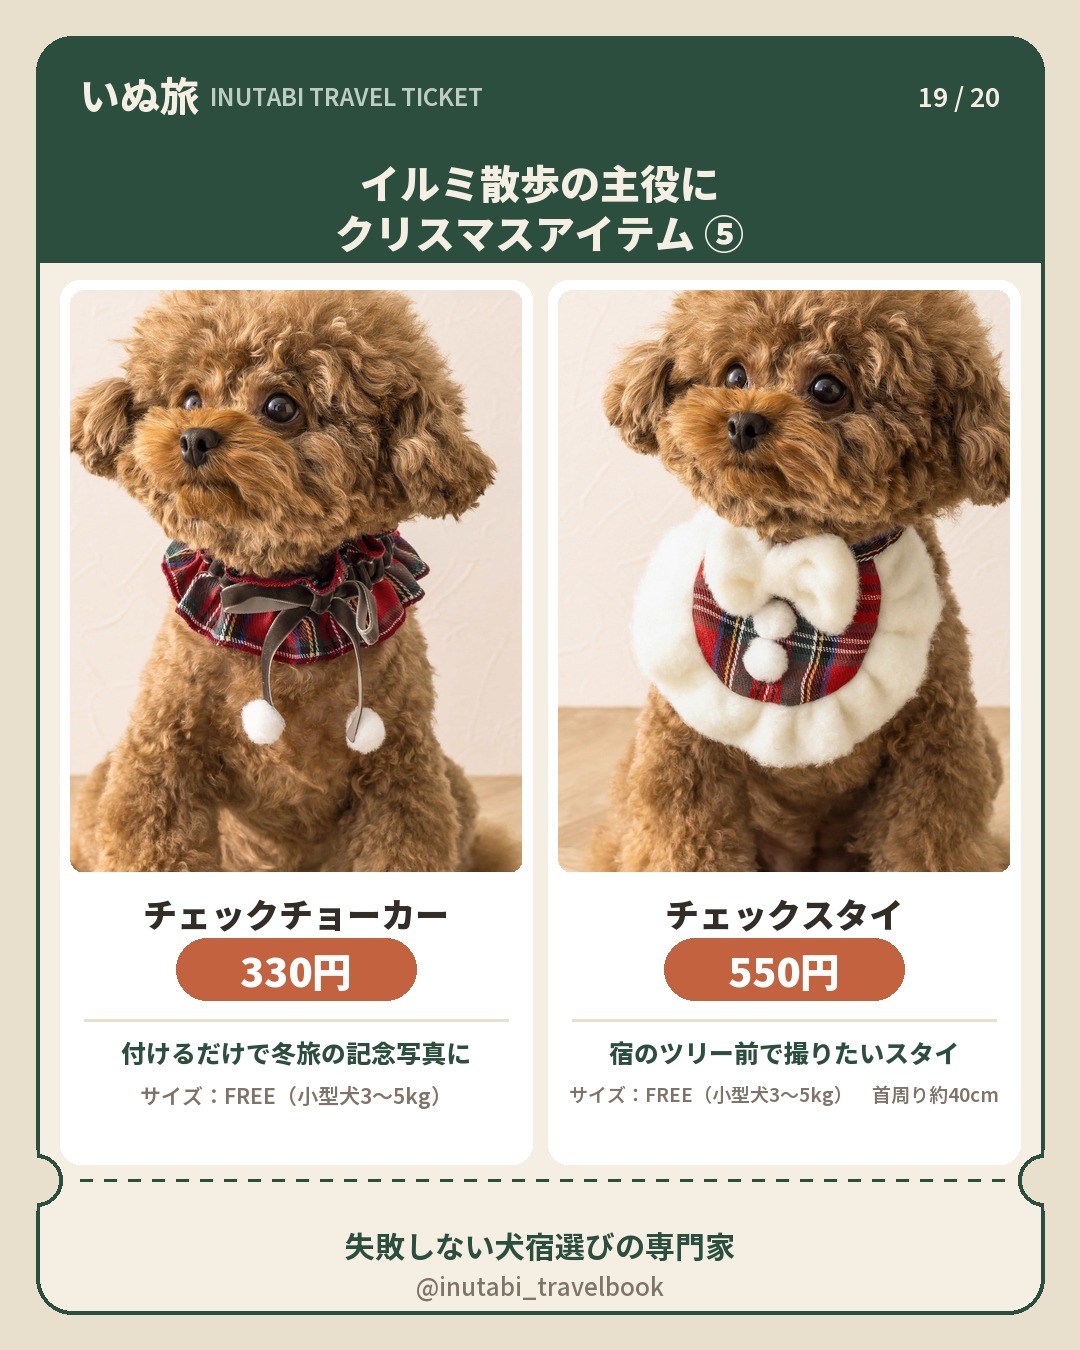 いぬ旅 INUTABI TRAVEL TICKET
19 / 20
イルミ散歩の主役に
クリスマスアイテム ⑤
チェックチョーカー
330円
付けるだけで冬旅の記念写真に
サイズ：FREE（小型犬3〜5kg）
チェックスタイ
550円
宿のツリー前で撮りたいスタイ
サイズ：FREE（小型犬3〜5kg）　首周り約40cm
失敗しない犬宿選びの専門家
@inutabi_travelbook